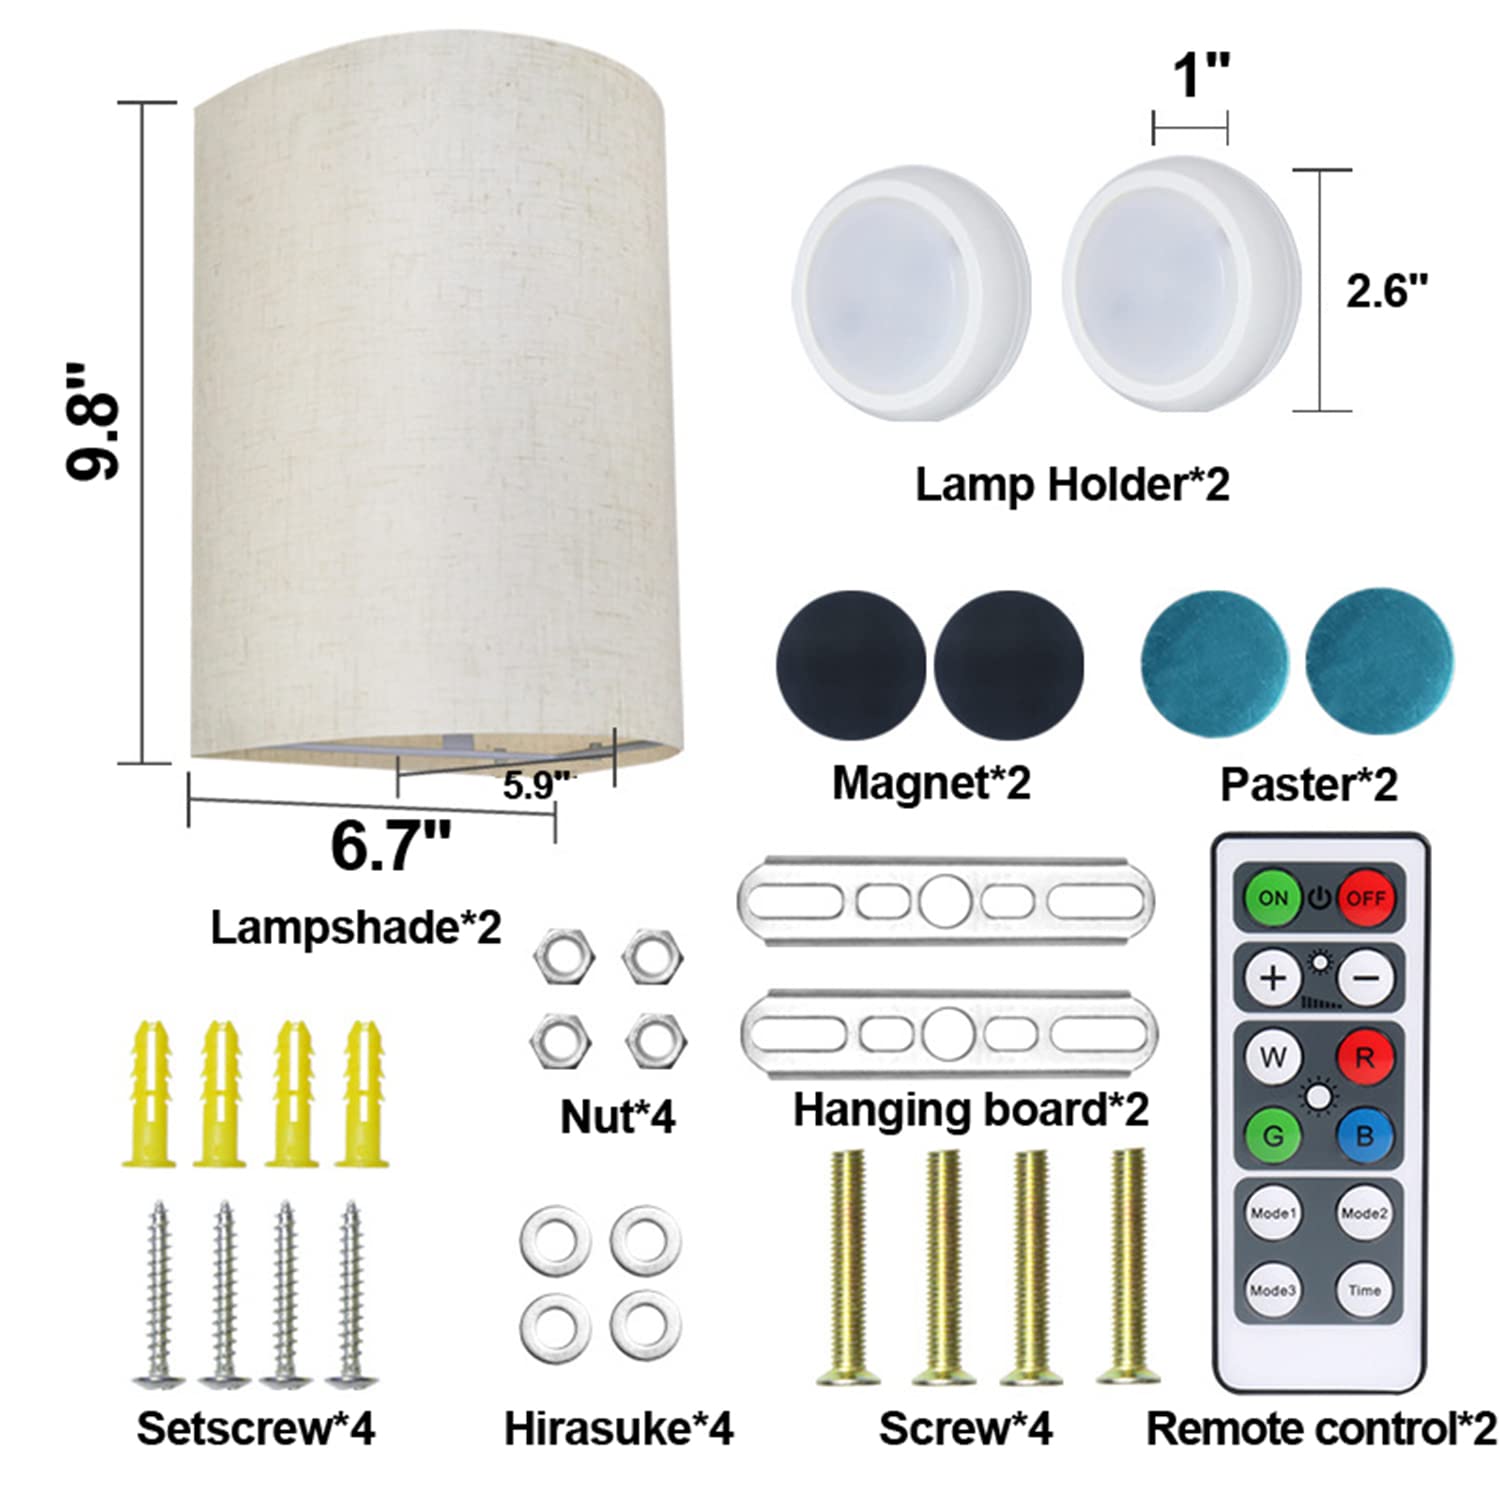 1"
2.6"
Lamp Holder*2
9.8"
5.9"
6.7"
Lampshade*2
Magnet*2
Paster*2
Nut*4
Hanging board*2
ON OFF
+ −
W R
G B
Mode1 Mode2
Mode3 Time
Setscrew*4
Hirasuke*4
Screw*4
Remote control*2